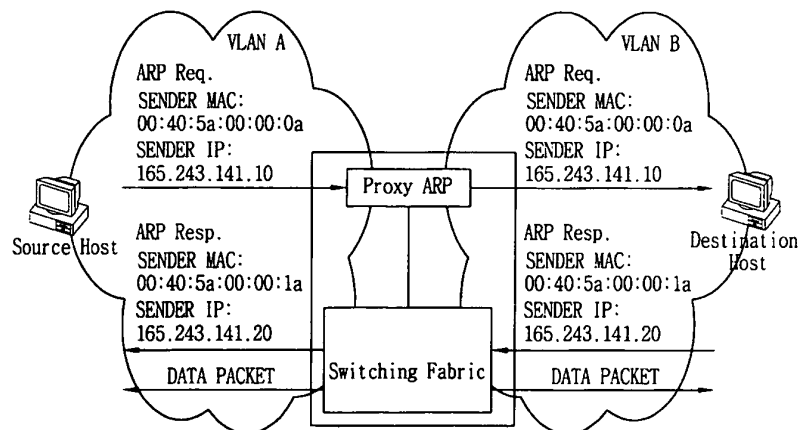 VLAN A
ARP Req.
SENDER MAC:
00:40:5a:00:00:0a
SENDER IP:
165.243.141.10
VLAN B
ARP Req.
SENDER MAC:
00:40:5a:00:00:0a
SENDER IP:
165.243.141.10
Proxy ARP
Source Host
ARP Resp.
SENDER MAC:
00:40:5a:00:00:1a
SENDER IP:
165.243.141.20
DATA PACKET
Switching Fabric
ARP Resp.
SENDER MAC:
00:40:5a:00:00:1a
SENDER IP:
165.243.141.20
DATA PACKET
Destination
Host